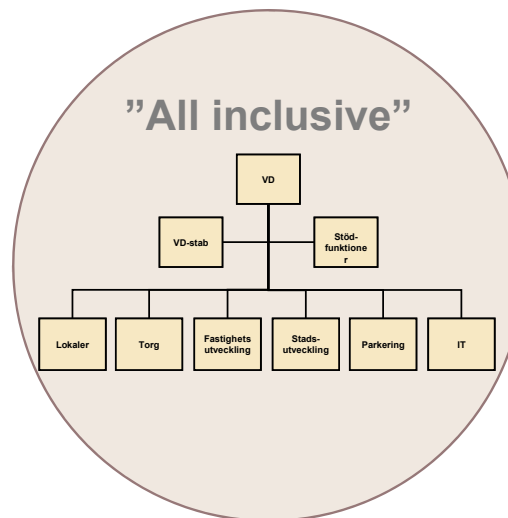 ”All inclusive”
VD
VD-stab
Stöd-
funktione
r
Lokaler
Torg
Fastighets
utveckling
Stads-
utveckling
Parkering
IT